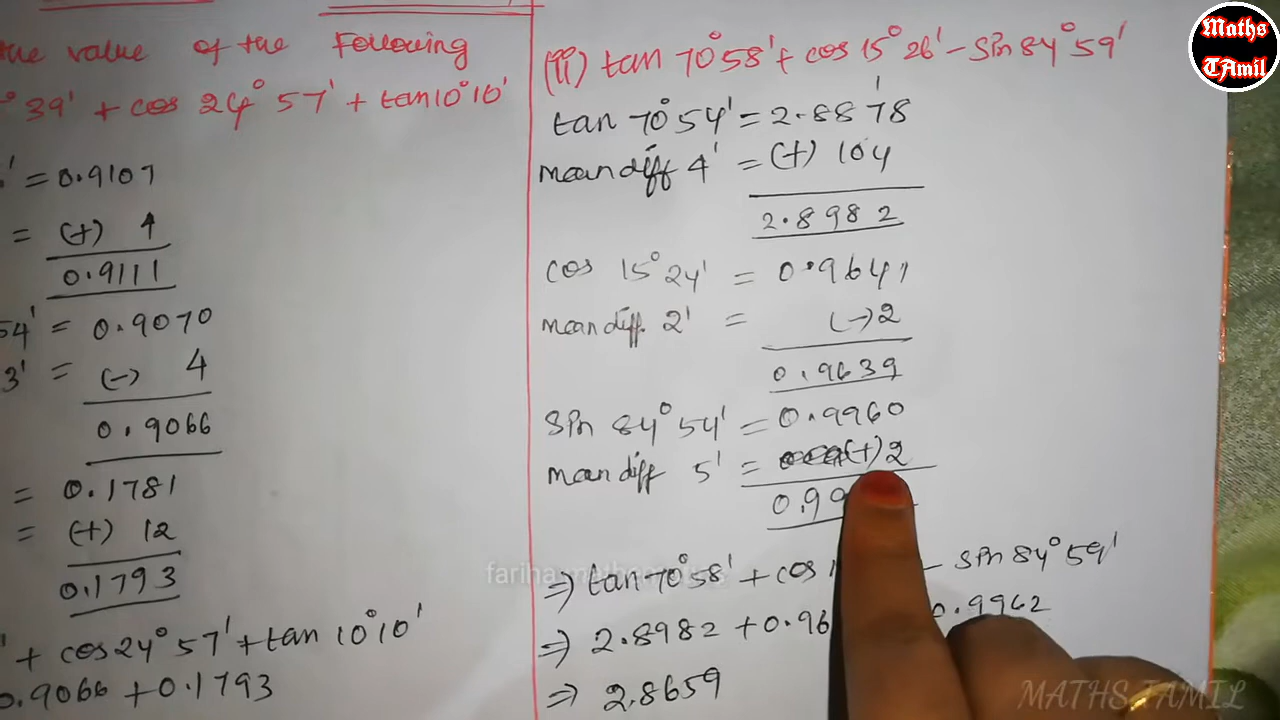 the value of the Following
° 39' + cos 24° 57' + tan 10° 10'
' = 0.9107
= (+) 4
0.9111
54' = 0.9070
3' = (-) 4
0.9066
= 0.1781
= (+) 12
0.1793
' + cos 24° 57' + tan 10° 10'
0.9066 + 0.1793
(ii) tan 70° 58' + cos 15° 26' - sin 84° 59'
tan 70° 54' = 2.8878
mean diff 4' = (+) 104
2.8982
cos 15° 24' = 0.9641
mean diff. 2' = (-) 2
0.9639
sin 84° 54' = 0.9960
mean diff 5' = (+) 2
0.99
⇒ tan 70° 58' + cos 1 - sin 84° 59'
⇒ 2.8982 + 0.96 0.9962
⇒ 2.8659
Maths
TAmil
MATHS TAMIL